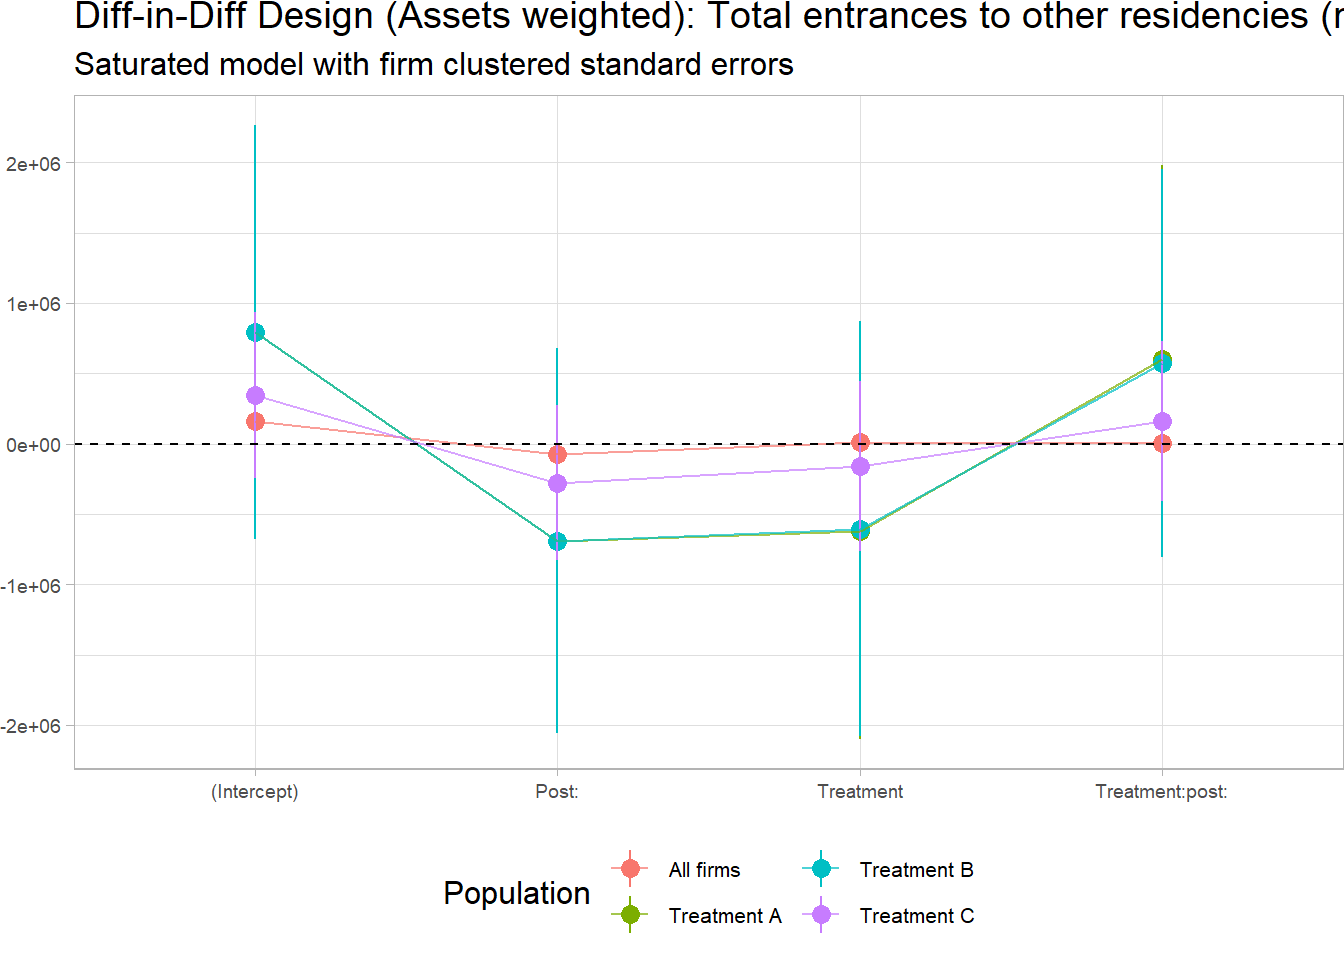 Diff-in-Diff Design (Assets weighted): Total entrances to other residencies (
Saturated model with firm clustered standard errors
2e+06
1e+06
0e+00
-1e+06
-2e+06
(Intercept)
Post:
Treatment
Treatment:post:
Population
All firms
Treatment B
Treatment A
Treatment C